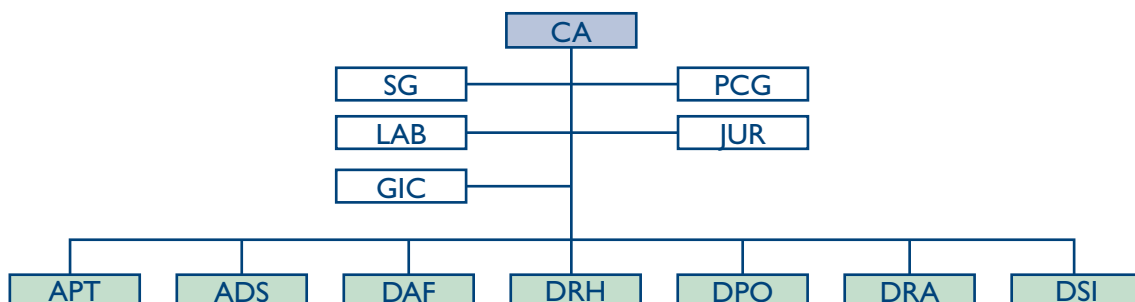 CA
SG PCG
LAB JUR
GIC
APT ADS DAF DRH DPO DRA DSI